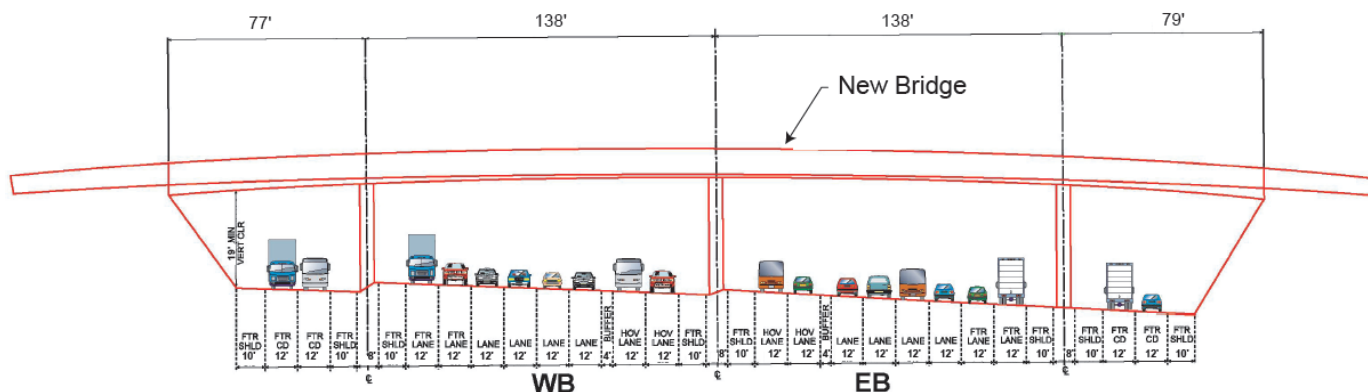 77'
138'
138'
79'
New Bridge
19' MIN
VERT CLR
FTR
SHLD
10'
FTR
CD
12'
FTR
CD
12'
FTR
SHLD
10'
8'
FTR
SHLD
10'
FTR
LANE
12'
FTR
LANE
12'
LANE
12'
LANE
12'
LANE
12'
LANE
12'
BUFFER
4'
HOV
LANE
12'
HOV
LANE
12'
FTR
SHLD
10'
8'
FTR
SHLD
10'
HOV
LANE
12'
HOV
LANE
12'
BUFFER
4'
LANE
12'
LANE
12'
LANE
12'
LANE
12'
FTR
LANE
12'
FTR
LANE
12'
FTR
SHLD
10'
8'
FTR
SHLD
10'
FTR
CD
12'
FTR
CD
12'
FTR
SHLD
10'
℄
WB
℄
EB
℄